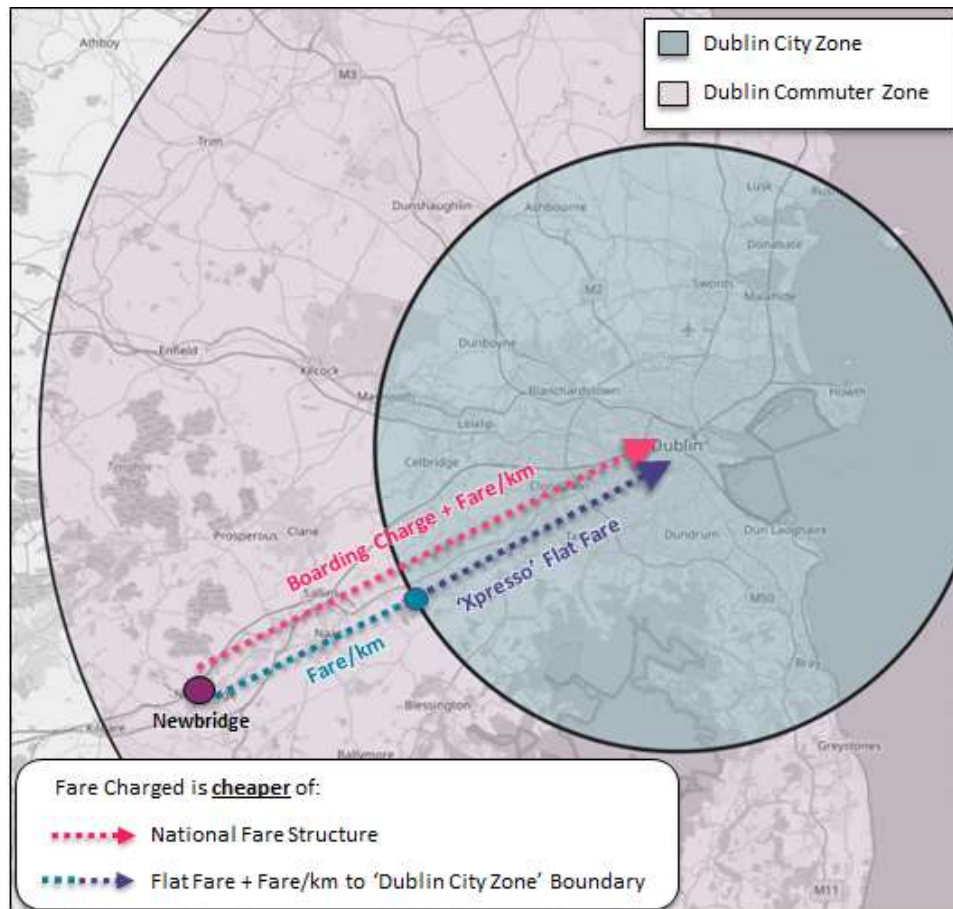 Dublin City Zone
Dublin Commuter Zone
Athboy
M3
Trim
Lusk
Dunshaughlin
Ashbourne
Donabate
M2
Swords
Malahide
Dunboyne
Enfield
Kilcock
Blanchardstown
Howth
Leixlip
Dublin
Celbridge
Boarding Charge + Fare/km
Prosperous
Clane
Dundrum
Dun Laoghaire
'Xpresso' Flat Fare
M50
Fare/km
Bray
Newbridge
Blessington
Greystones
Ballymore
Fare Charged is cheaper of:
National Fare Structure
Flat Fare + Fare/km to 'Dublin City Zone' Boundary
M11